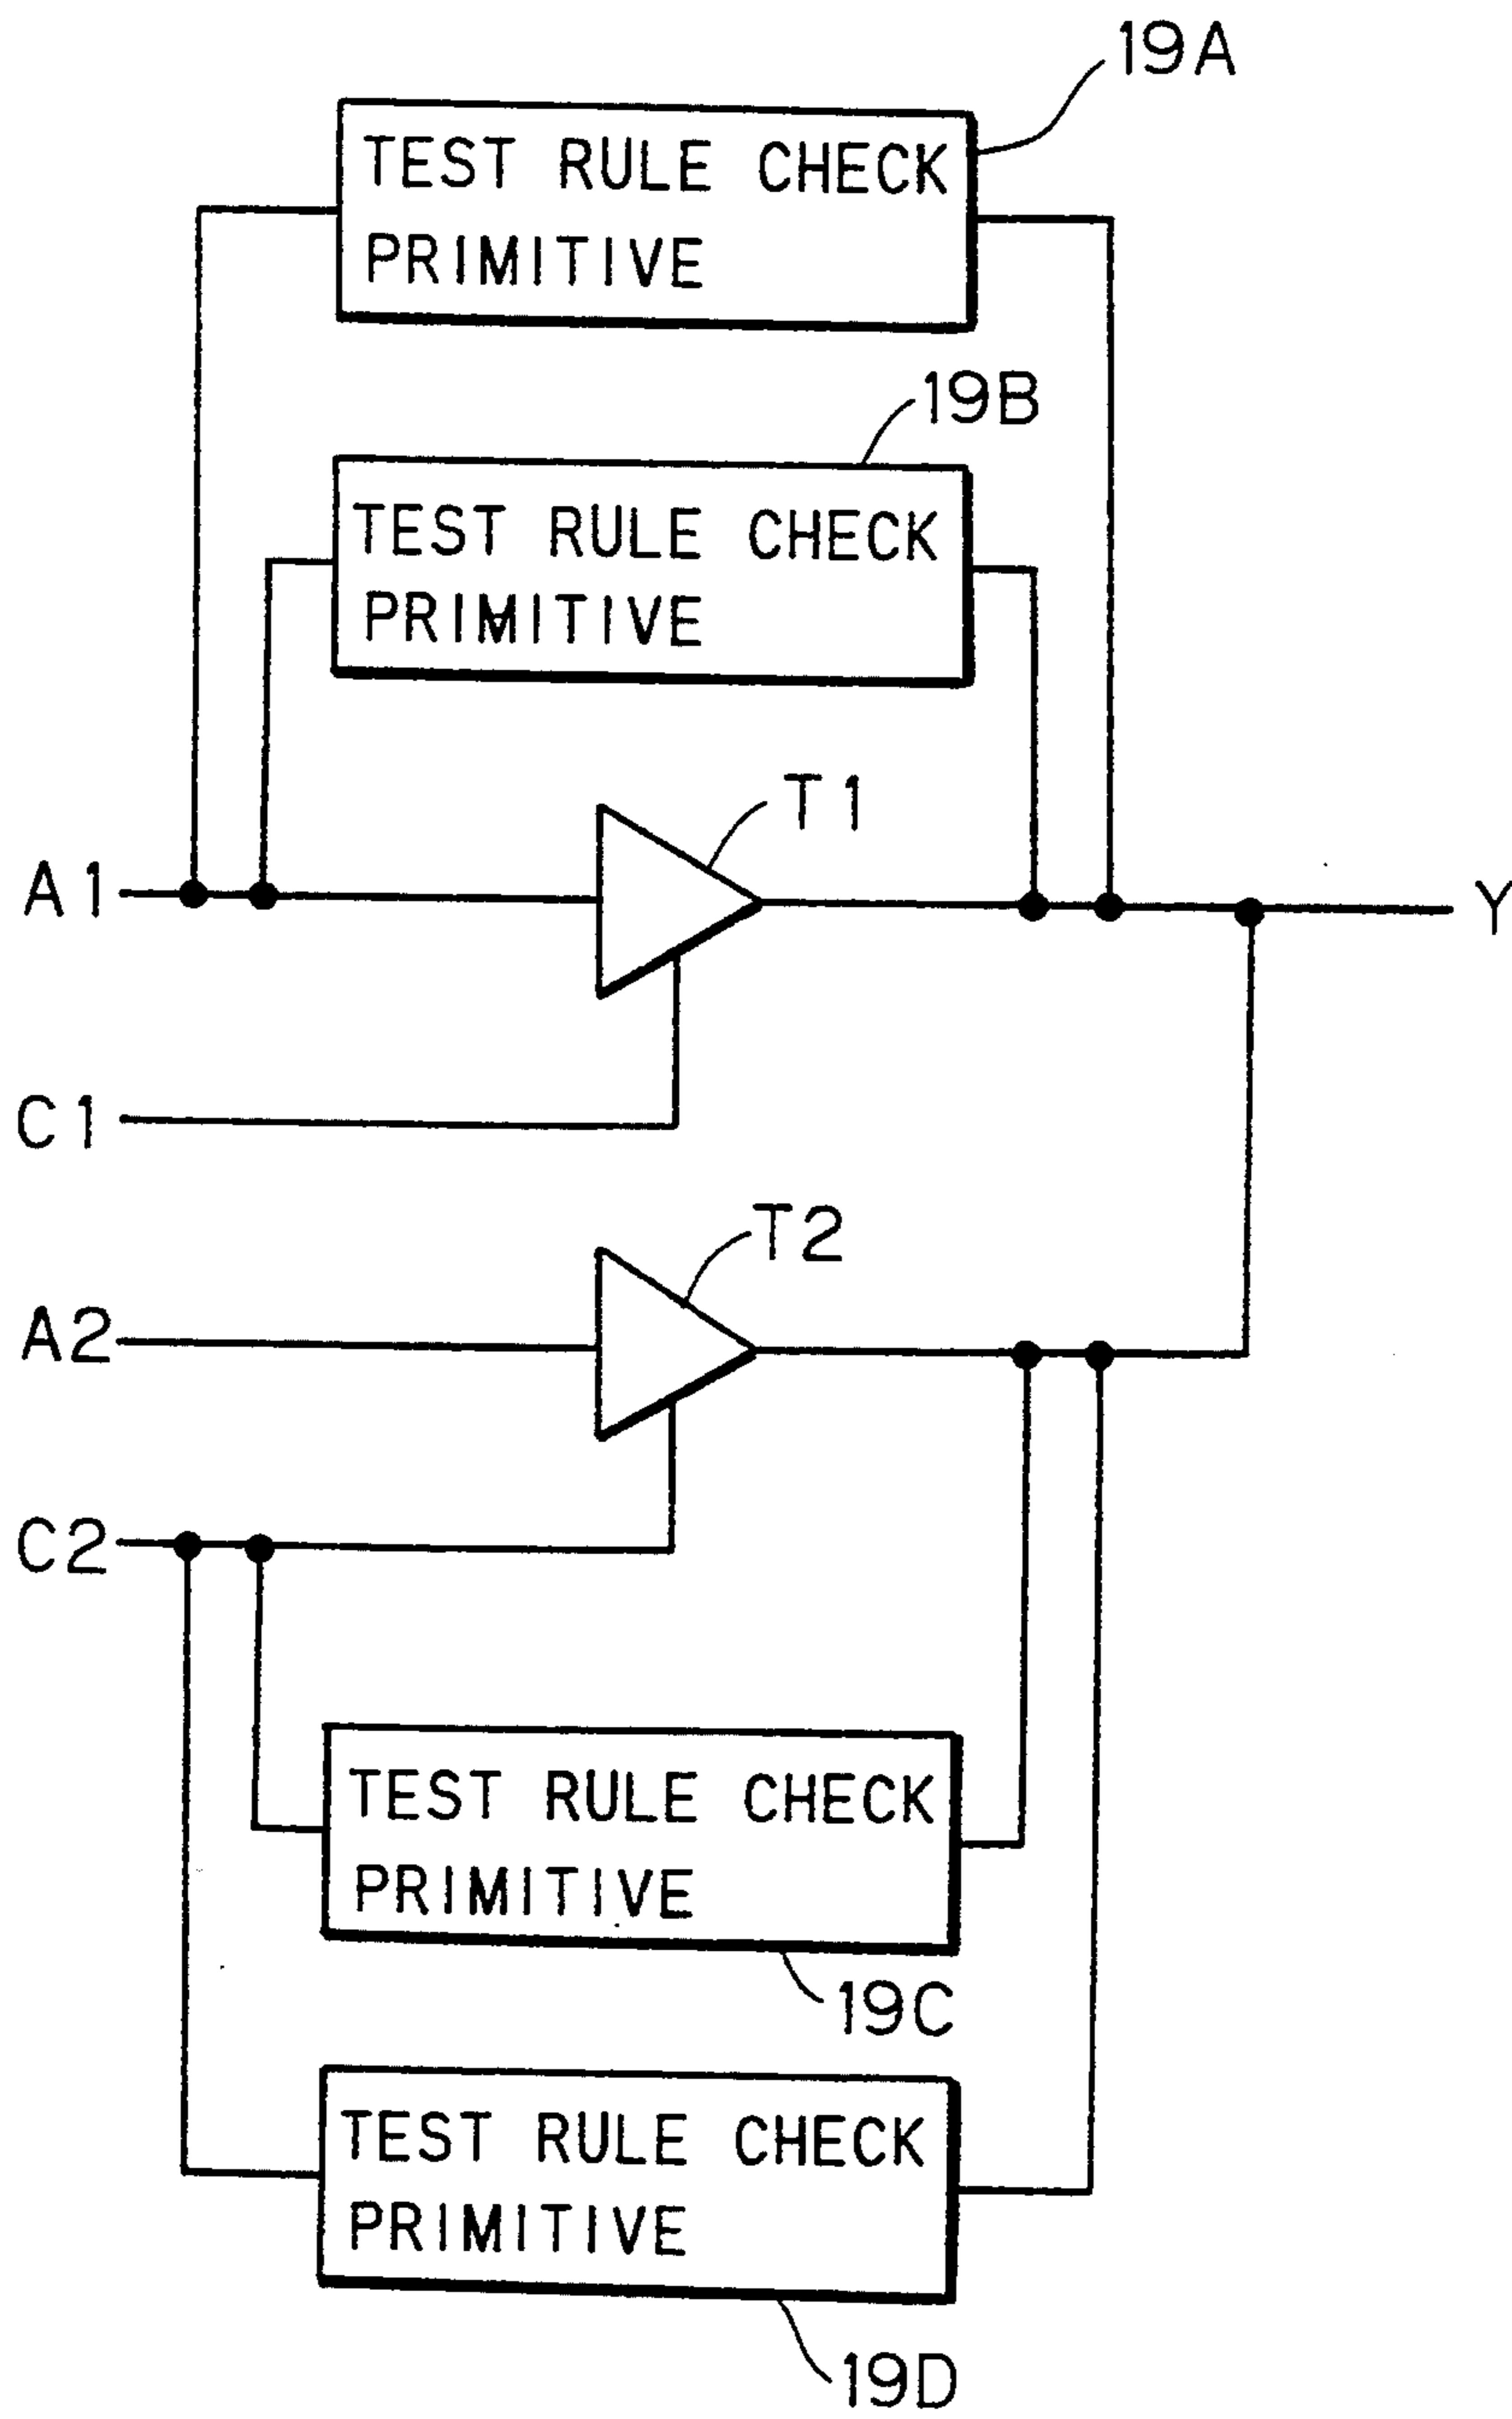 19A
TEST RULE CHECK
PRIMITIVE
19B
TEST RULE CHECK
PRIMITIVE
T1
A1
Y
C1
T2
A2
C2
TEST RULE CHECK
PRIMITIVE
19C
TEST RULE CHECK
PRIMITIVE
19D